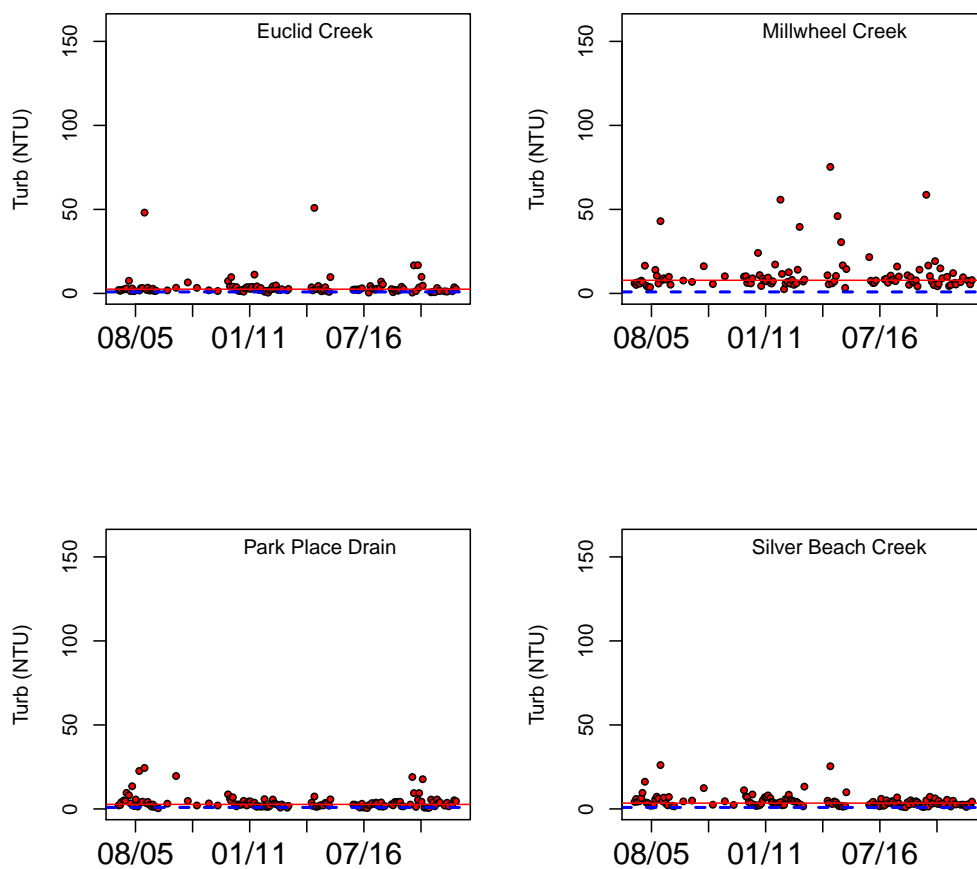 Euclid Creek
Turb (NTU)
150
100
50
0
08/05 01/11 07/16
Millwheel Creek
Turb (NTU)
150
100
50
0
08/05 01/11 07/16
Park Place Drain
Turb (NTU)
150
100
50
0
08/05 01/11 07/16
Silver Beach Creek
Turb (NTU)
150
100
50
0
08/05 01/11 07/16